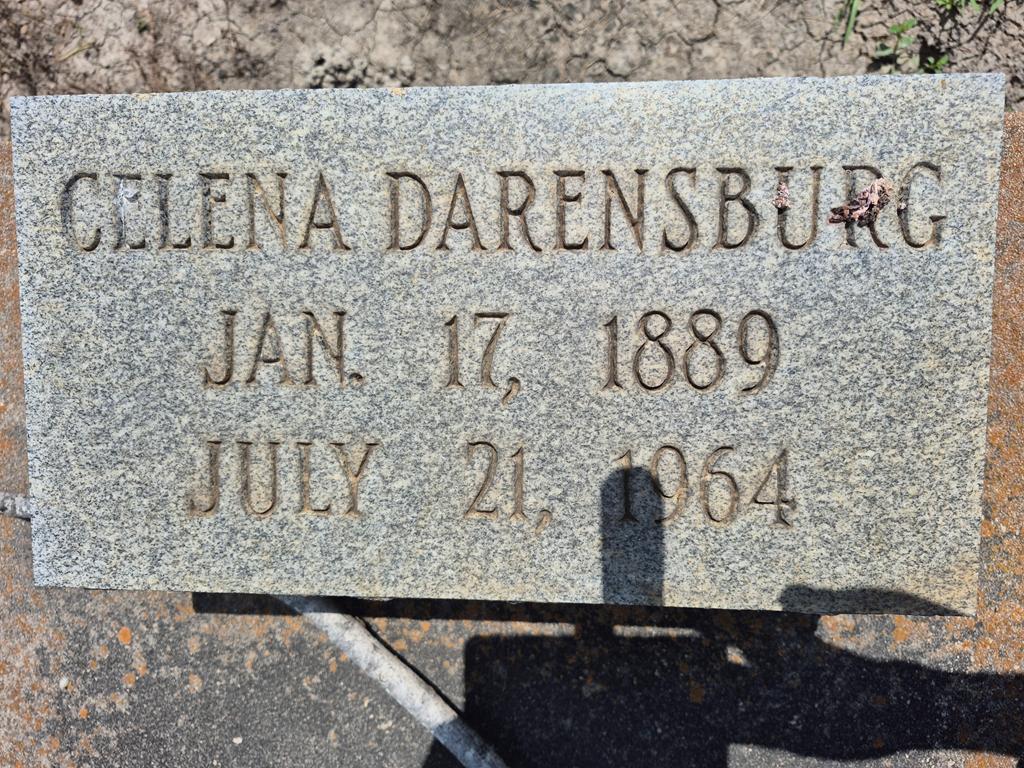 CELENA DARENSBURG
JAN. 17, 1889
JULY 21, 1964